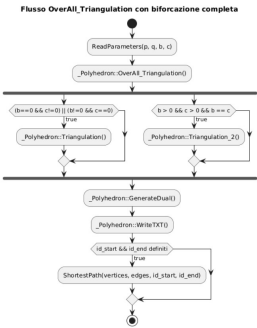 Flusso OverAll_Triangulation con biforcazione completa
ReadParameters(p, q, b, c)
_Polyhedron::OverAll_Triangulation()
(b==0 && c!=0) || (b!=0 && c==0)
true
_Polyhedron::Triangulation()
b > 0 && c > 0 && b == c
true
_Polyhedron::Triangulation_2()
_Polyhedron::GenerateDual()
_Polyhedron::WriteTXT()
id_start && id_end definiti
true
ShortestPath(vertices, edges, id_start, id_end)